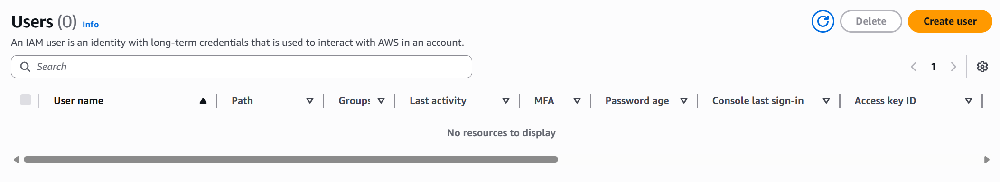 Users (0) Info
Delete
Create user
An IAM user is an identity with long-term credentials that is used to interact with AWS in an account.
Search
1
User name Path Groups Last activity MFA Password age Console last sign-in Access key ID
No resources to display